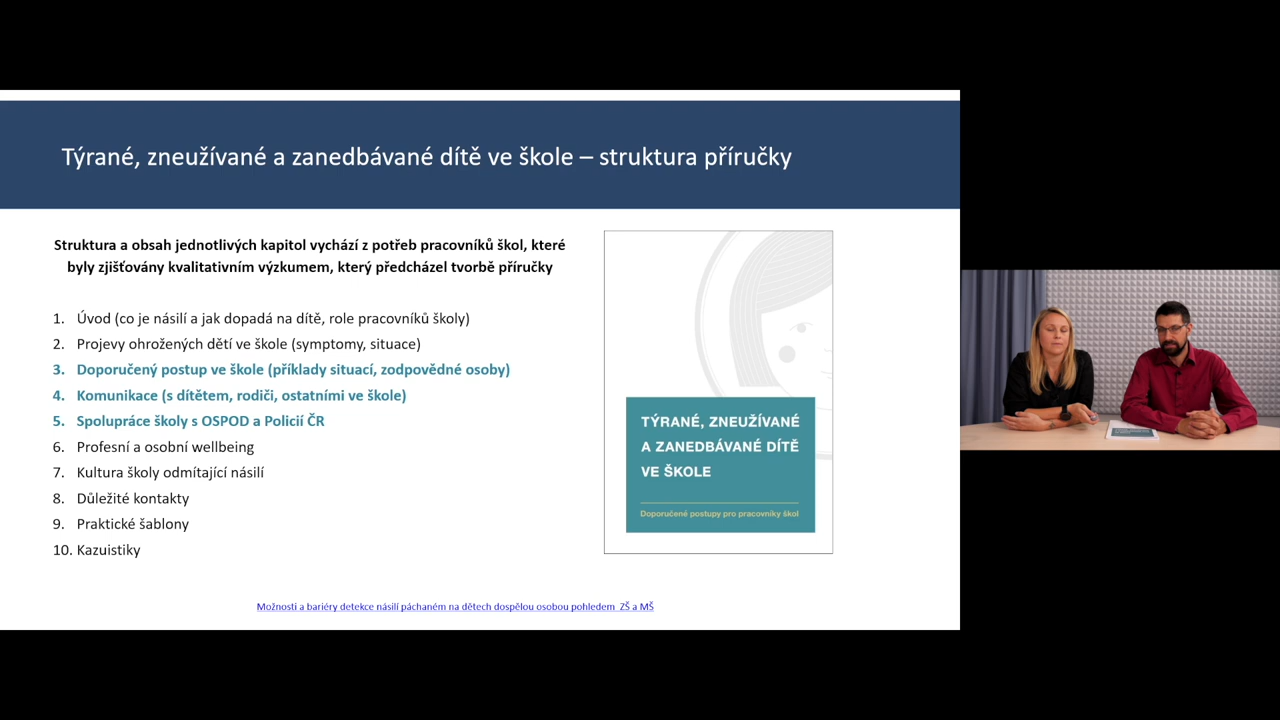 Týrané, zneužívané a zanedbávané dítě ve škole – struktura příručky
Struktura a obsah jednotlivých kapitol vychází z potřeb pracovníků škol, které
byly zjišťovány kvalitativním výzkumem, který předcházel tvorbě příručky
1. Úvod (co je násilí a jak dopadá na dítě, role pracovníků školy)
2. Projevy ohrožených dětí ve škole (symptomy, situace)
3. Doporučený postup ve škole (příklady situací, zodpovědné osoby)
4. Komunikace (s dítětem, rodiči, ostatními ve škole)
5. Spolupráce školy s OSPOD a Policií ČR
6. Profesní a osobní wellbeing
7. Kultura školy odmítající násilí
8. Důležité kontakty
9. Praktické šablony
10. Kazuistiky
TÝRANÉ, ZNEUŽÍVANÉ
A ZANEDBÁVANÉ DÍTĚ
VE ŠKOLE
Doporučené postupy pro pracovníky škol
Možnosti a bariéry detekce násilí páchaném na dětech dospělou osobou pohledem ZŠ a MŠ